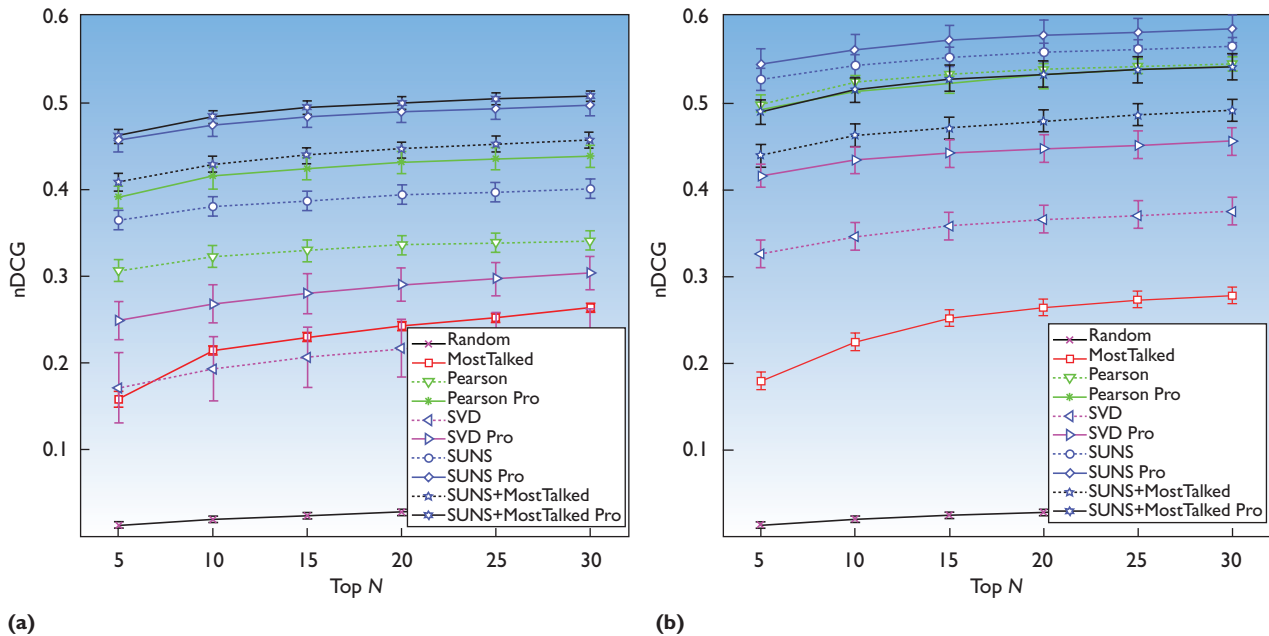 0.6
0.5
0.4
0.3
0.2
0.1
nDCG
5 10 15 20 25 30
Top N
Random
MostTalked
Pearson
Pearson Pro
SVD
SVD Pro
SUNS
SUNS Pro
SUNS+MostTalked
SUNS+MostTalked Pro
(a)
0.6
0.5
0.4
0.3
0.2
0.1
nDCG
5 10 15 20 25 30
Top N
Random
MostTalked
Pearson
Pearson Pro
SVD
SVD Pro
SUNS
SUNS Pro
SUNS+MostTalked
SUNS+MostTalked Pro
(b)